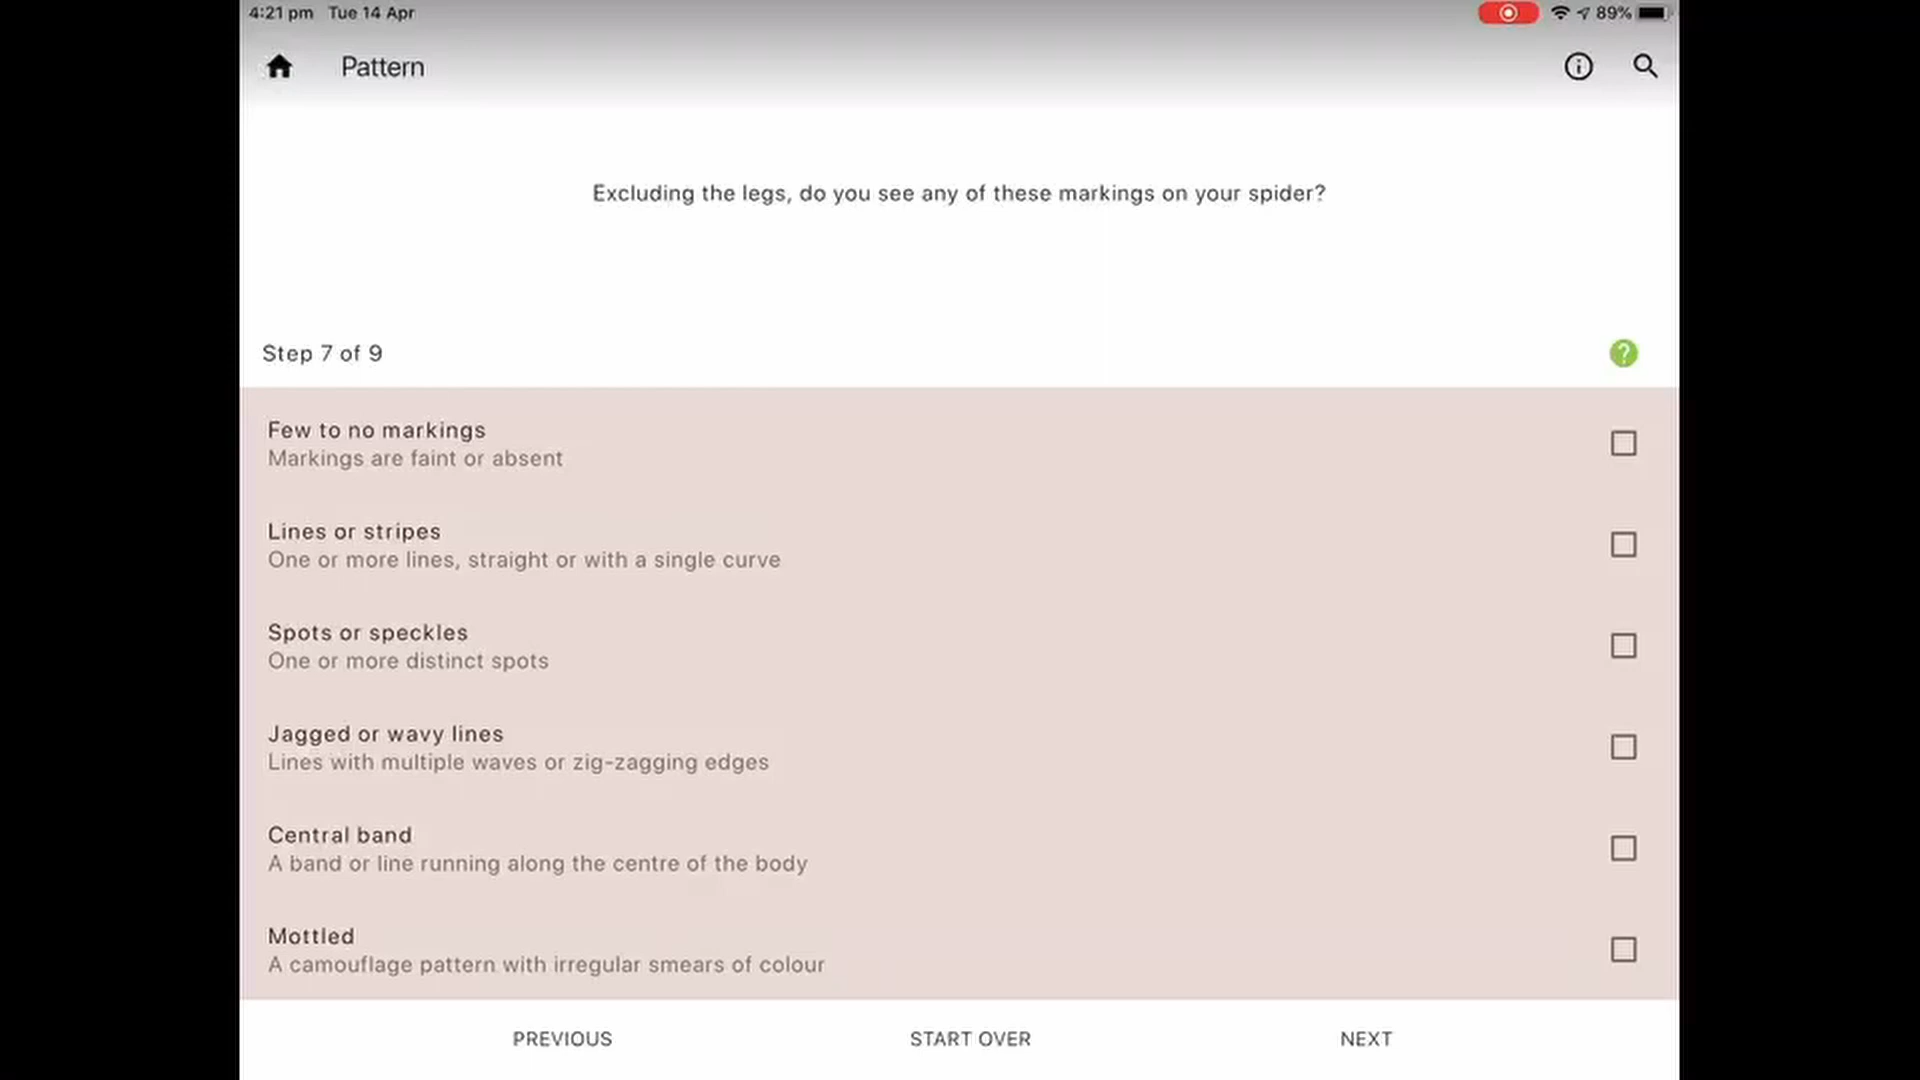 4:21 pm Tue 14 Apr
89%
Pattern
Excluding the legs, do you see any of these markings on your spider?
Step 7 of 9
?
Few to no markings
Markings are faint or absent
Lines or stripes
One or more lines, straight or with a single curve
Spots or speckles
One or more distinct spots
Jagged or wavy lines
Lines with multiple waves or zig-zagging edges
Central band
A band or line running along the centre of the body
Mottled
A camouflage pattern with irregular smears of colour
PREVIOUS START OVER NEXT